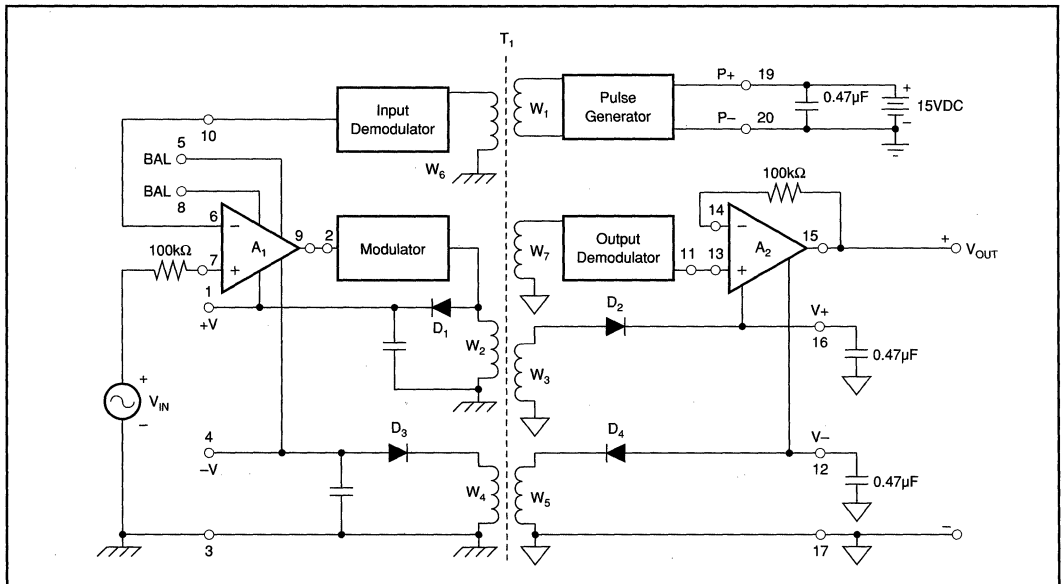 T1
Input
Demodulator
W6
W1
Pulse
Generator
P+ 19
P− 20
0.47µF
+
−
15VDC
10
5
BAL
BAL
8
6
−
A1
7
+
9
2
100kΩ
Modulator
1
+V
D1
W2
W7
Output
Demodulator
11
13
14
−
A2
+
15
100kΩ
+
VOUT
D2
V+
16
0.47µF
W3
+
VIN
−
4
−V
D3
W4
D4
W5
V−
12
0.47µF
3
17
−